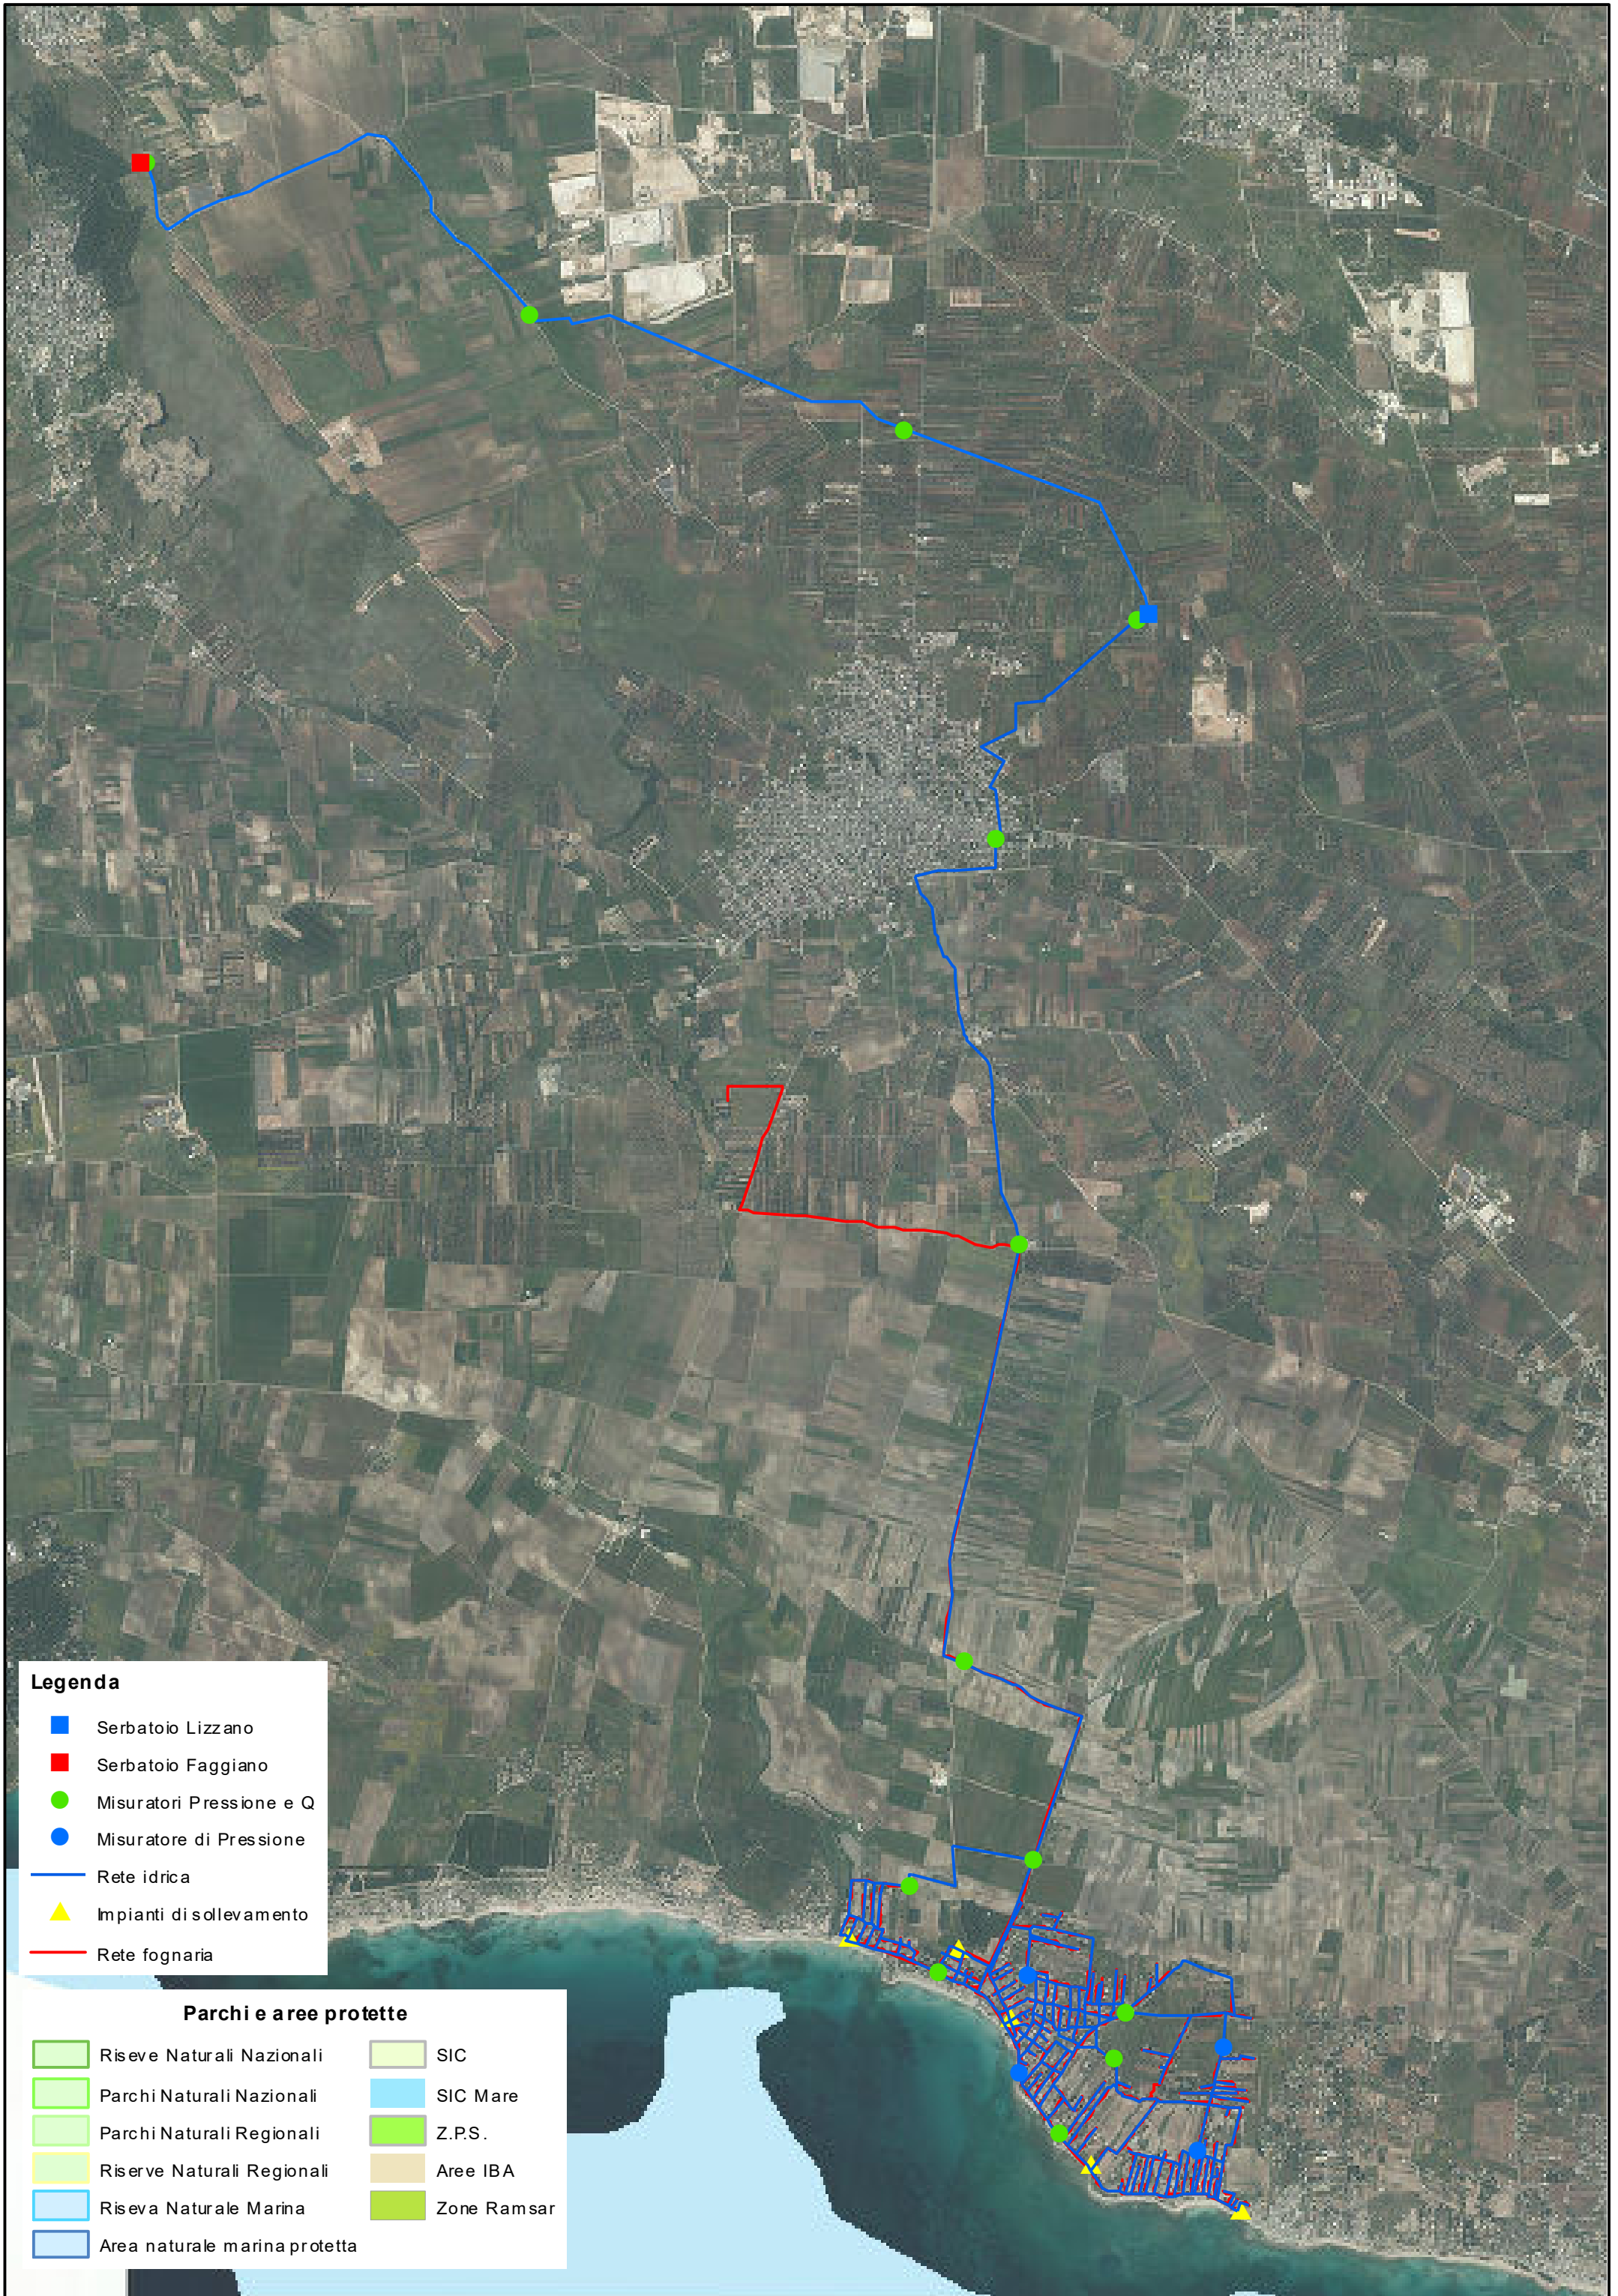 Legenda
Serbatoio Lizzano
Serbatoio Faggiano
Misuratori Pressione e Q
Misuratore di Pressione
Rete idrica
Impianti di sollevamento
Rete fognaria
Parchi e aree protette
Riseve Naturali Nazionali
Parchi Naturali Nazionali
Parchi Naturali Regionali
Riserve Naturali Regionali
Riseva Naturale Marina
Area naturale marina protetta
SIC
SIC Mare
Z.P.S.
Aree IBA
Zone Ramsar